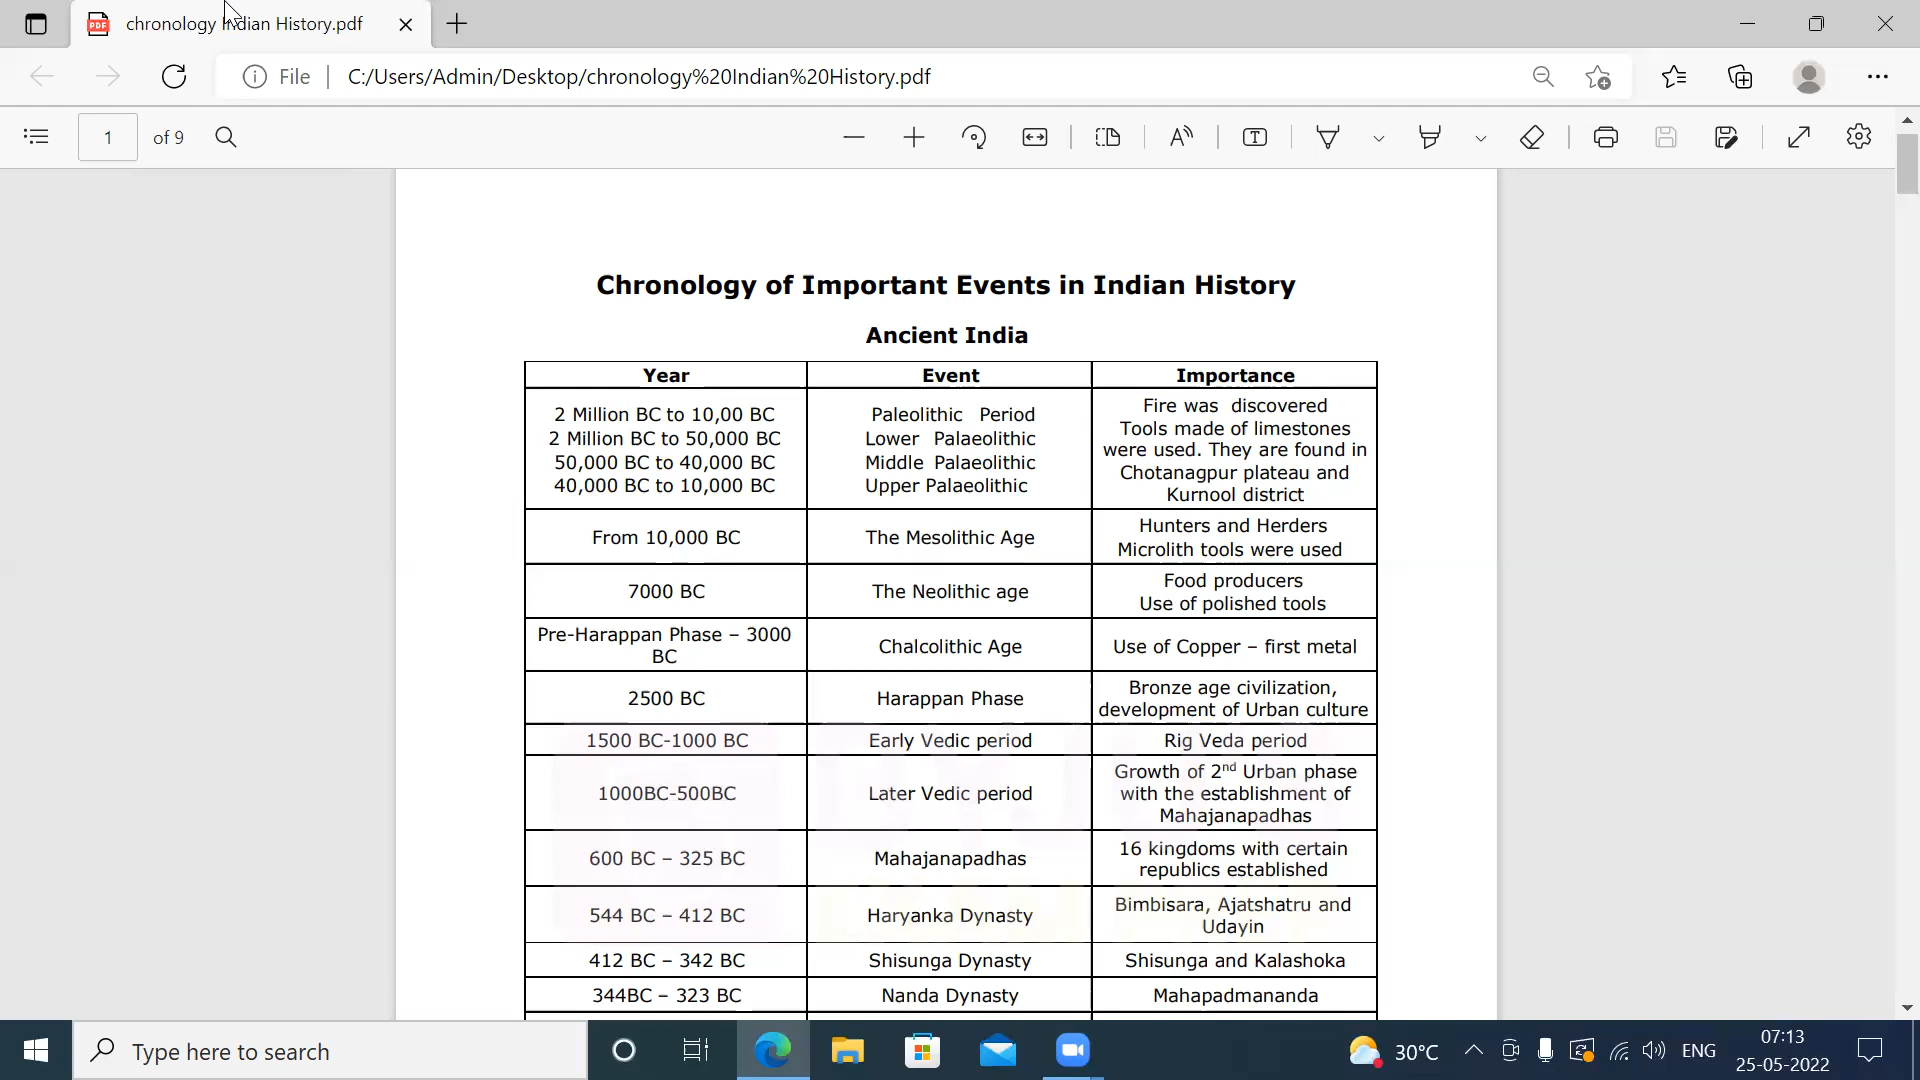 chronology Indian History.pdf
File
C:/Users/Admin/Desktop/chronology%20Indian%20History.pdf
1
of 9
Chronology of Important Events in Indian History
Ancient India
Year Event Importance
2 Million BC to 10,00 BC
2 Million BC to 50,000 BC
50,000 BC to 40,000 BC
40,000 BC to 10,000 BC
Paleolithic Period
Lower Palaeolithic
Middle Palaeolithic
Upper Palaeolithic
Fire was discovered
Tools made of limestones
were used. They are found in
Chotanagpur plateau and
Kurnool district
From 10,000 BC
The Mesolithic Age
Hunters and Herders
Microlith tools were used
7000 BC
The Neolithic age
Food producers
Use of polished tools
Pre-Harappan Phase – 3000
BC
Chalcolithic Age
Use of Copper – first metal
2500 BC
Harappan Phase
Bronze age civilization,
development of Urban culture
1500 BC-1000 BC
Early Vedic period
Rig Veda period
1000BC-500BC
Later Vedic period
Growth of 2nd Urban phase
with the establishment of
Mahajanapadhas
600 BC – 325 BC
Mahajanapadhas
16 kingdoms with certain
republics established
544 BC – 412 BC
Haryanka Dynasty
Bimbisara, Ajatshatru and
Udayin
412 BC – 342 BC
Shisunga Dynasty
Shisunga and Kalashoka
344BC – 323 BC
Nanda Dynasty
Mahapadmananda
Type here to search
30°C
ENG
07:13
25-05-2022